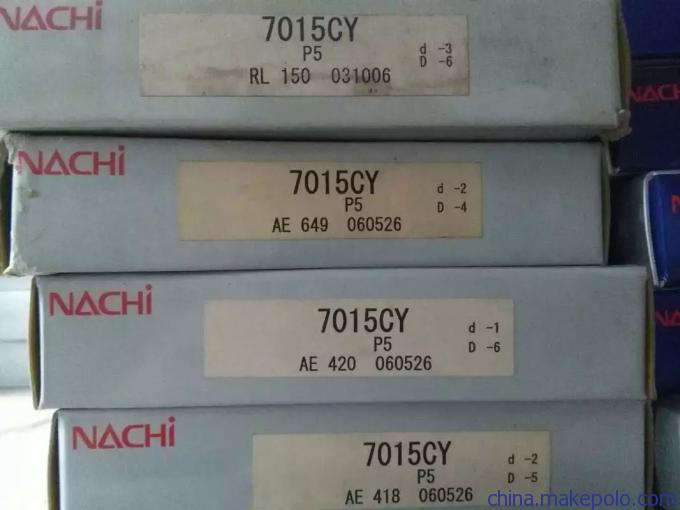 NACHI
7015CY
P5
d -3
D -6
RL 150 031006
NACHI
7015CY
P5
d -2
D -4
AE 649 060526
NACHI
7015CY
P5
d -1
D -6
AE 420 060526
NACHI
7015CY
P5
d -2
D -5
AE 418 060526
NACHI
china.makepolo.com